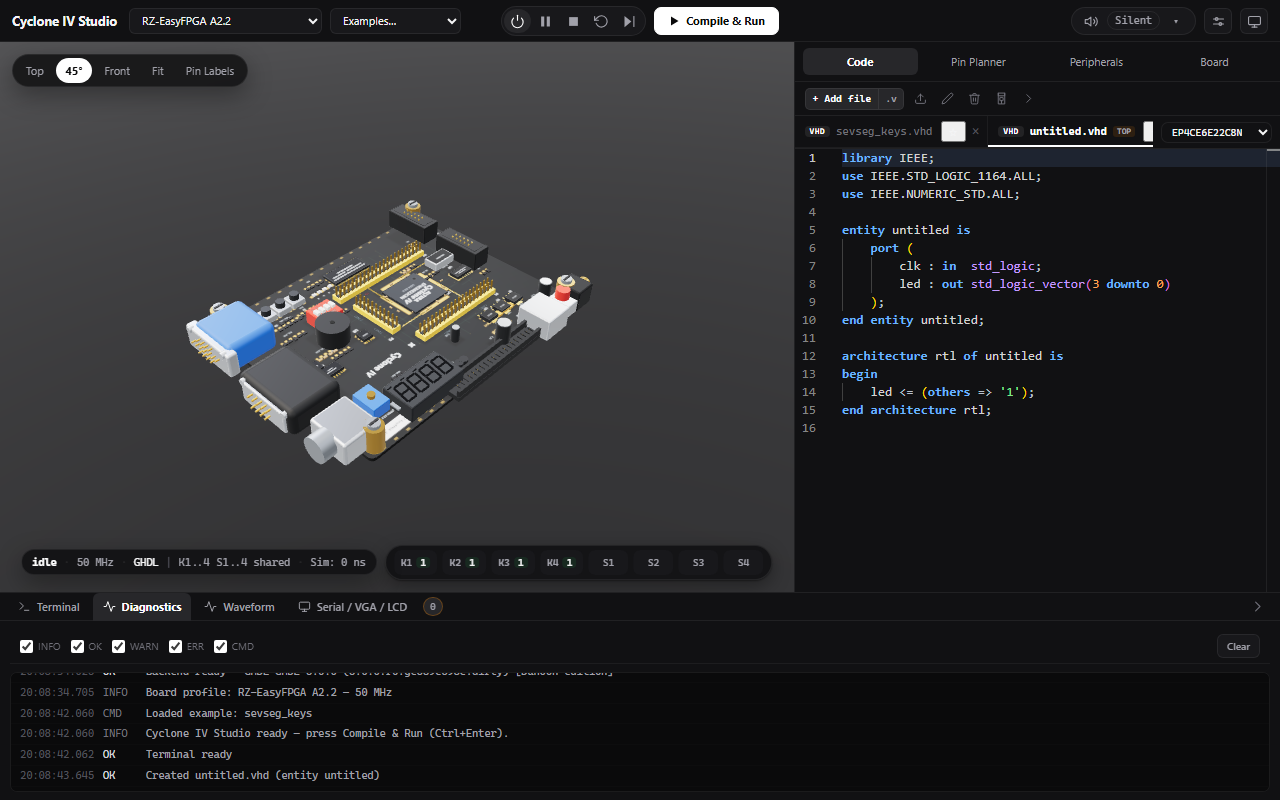 Cyclone IV Studio RZ-EasyFPGA A2.2 Examples... Compile & Run Silent
Top 45° Front Fit Pin Labels
Code Pin Planner Peripherals Board
+ Add file .v
VHD sevseg_keys.vhd × VHD untitled.vhd TOP EP4CE6E22C8N
1 library IEEE;
2 use IEEE.STD_LOGIC_1164.ALL;
3 use IEEE.NUMERIC_STD.ALL;
4
5 entity untitled is
6 port (
7 clk : in std_logic;
8 led : out std_logic_vector(3 downto 0)
9 );
10 end entity untitled;
11
12 architecture rtl of untitled is
13 begin
14 led <= (others => '1');
15 end architecture rtl;
16
Cyclone IV
idle · 50 MHz · GHDL | K1..4 S1..4 shared · Sim: 0 ns
K1 1 K2 1 K3 1 K4 1 S1 S2 S3 S4
Terminal Diagnostics Waveform Serial / VGA / LCD 0
INFO OK WARN ERR CMD Clear
20:08:34.705 INFO Board profile: RZ-EasyFPGA A2.2 — 50 MHz
20:08:42.060 CMD Loaded example: sevseg_keys
20:08:42.060 INFO Cyclone IV Studio ready — press Compile & Run (Ctrl+Enter).
20:08:42.062 OK Terminal ready
20:08:43.645 OK Created untitled.vhd (entity untitled)